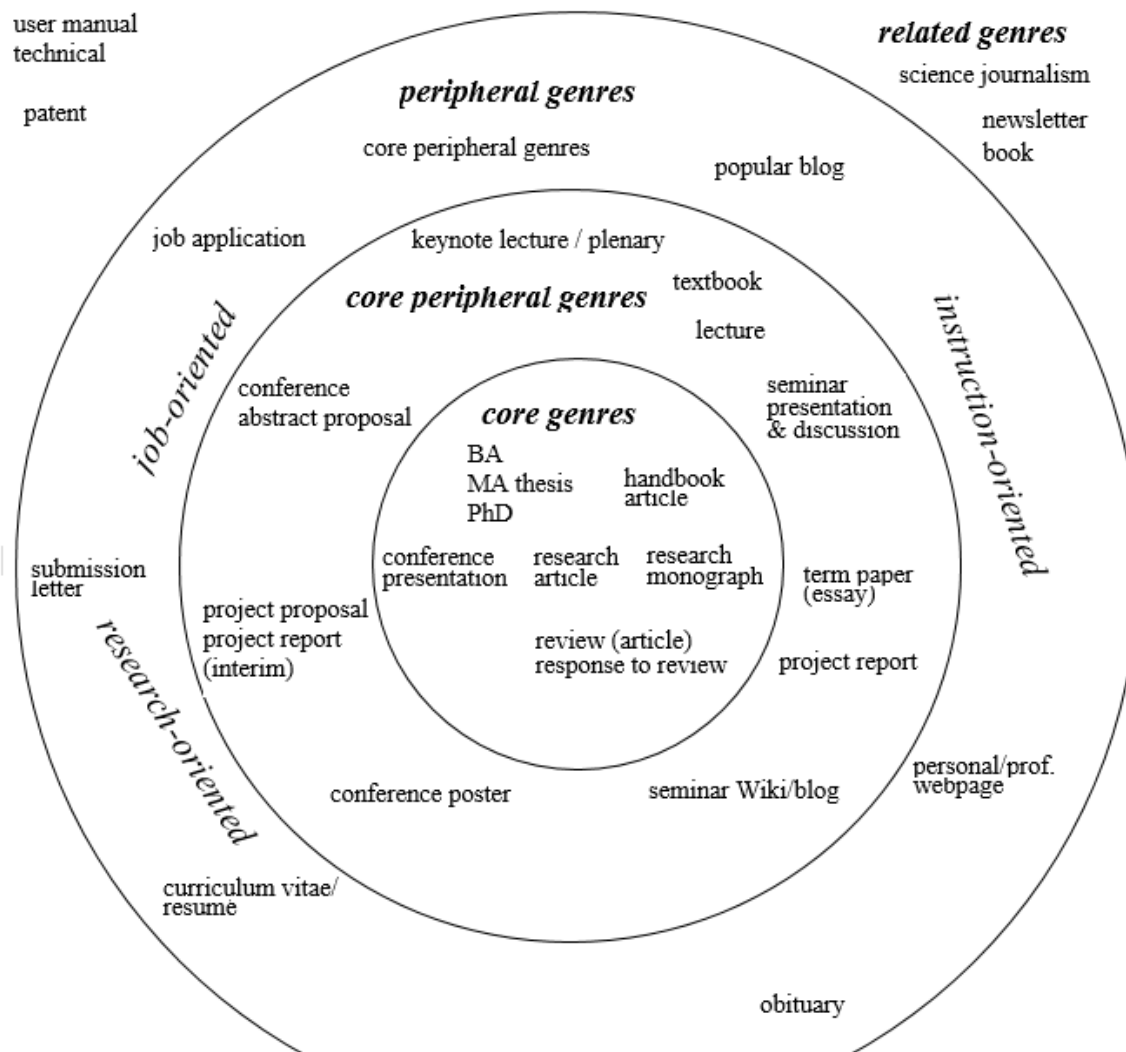 user manual
technical
patent
related genres
science journalism
newsletter
book
peripheral genres
core peripheral genres
popular blog
job application
keynote lecture / plenary
core peripheral genres
textbook
lecture
job-oriented
instruction-oriented
conference
abstract proposal
seminar
presentation
& discussion
core genres
BA
MA thesis
PhD
handbook
article
conference
presentation
research
article
research
monograph
term paper
(essay)
submission
letter
project proposal
project report
(interim)
review (article)
response to review
project report
research-oriented
personal/prof.
webpage
conference poster
seminar Wiki/blog
curriculum vitae/
resumè
obituary